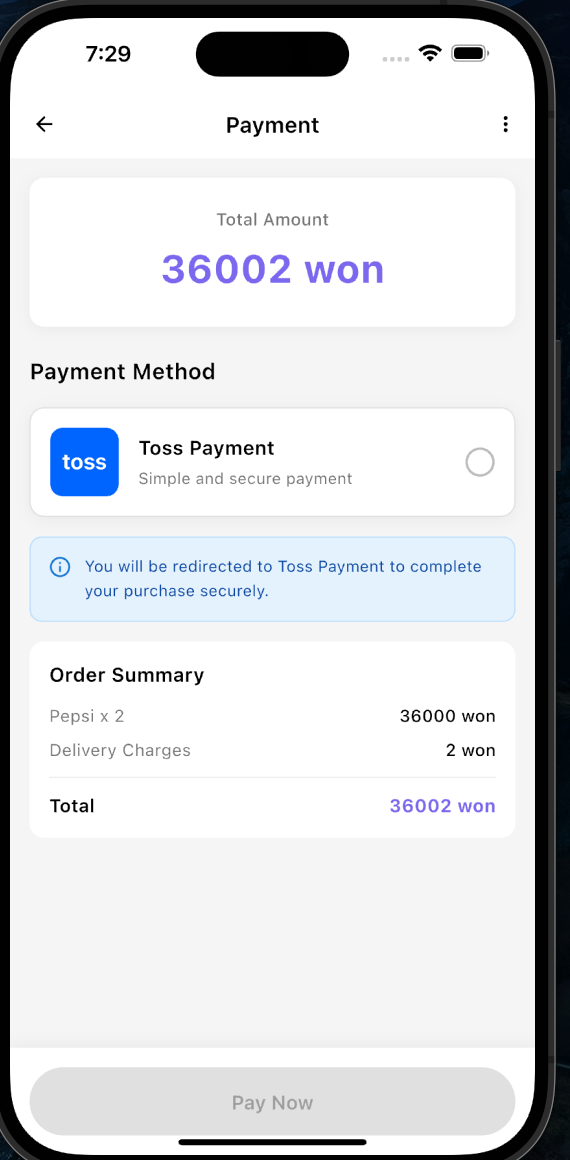 7:29
Payment
Total Amount
36002 won
Payment Method
toss
Toss Payment
Simple and secure payment
You will be redirected to Toss Payment to complete
your purchase securely.
Order Summary
Pepsi x 2
36000 won
Delivery Charges
2 won
Total
36002 won
Pay Now